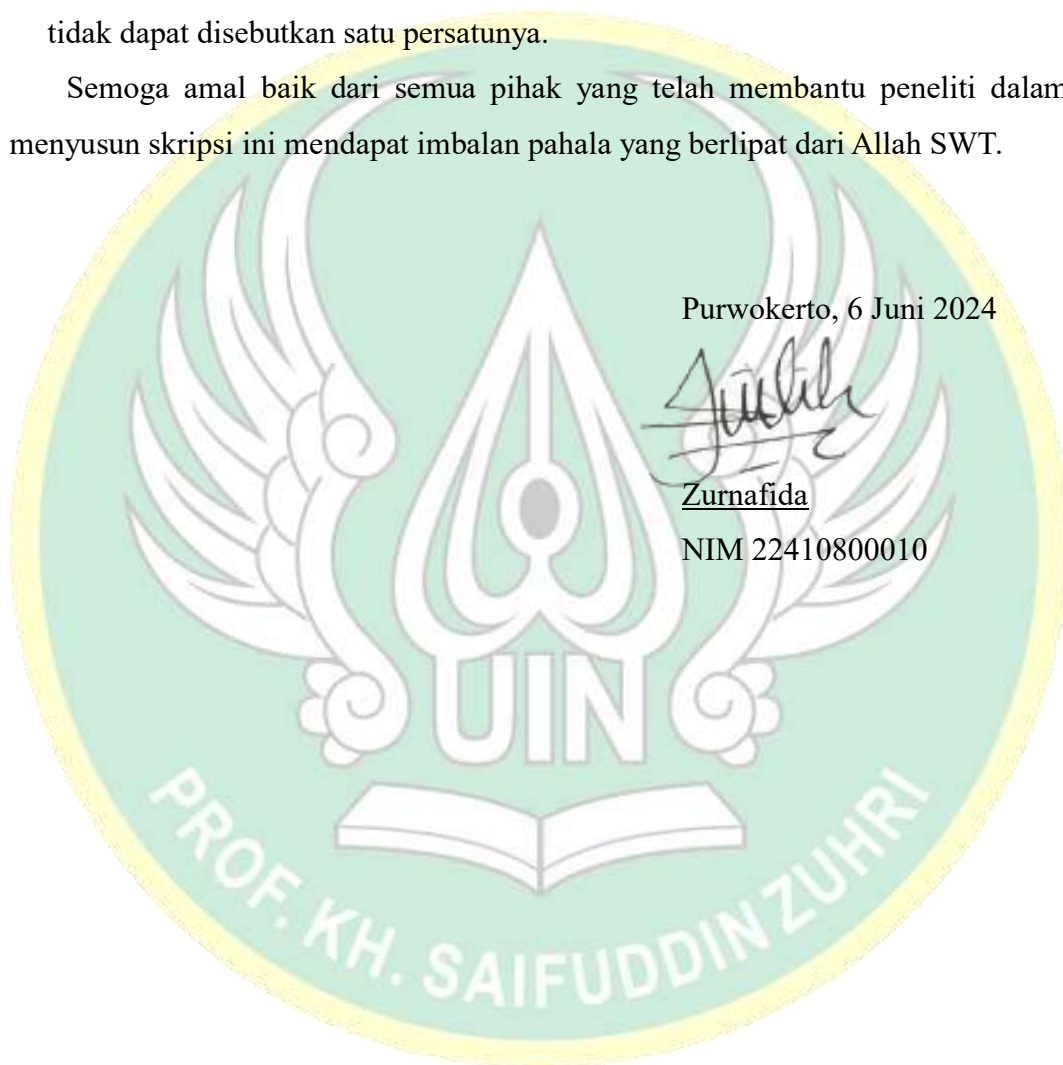 tidak dapat disebutkan satu persatunya.
Semoga amal baik dari semua pihak yang telah membantu peneliti dalam
menyusun skripsi ini mendapat imbalan pahala yang berlipat dari Allah SWT.
Purwokerto, 6 Juni 2024
Zurnafida
NIM 22410800010
UIN
PROF. KH. SAIFUDDIN ZUHRI